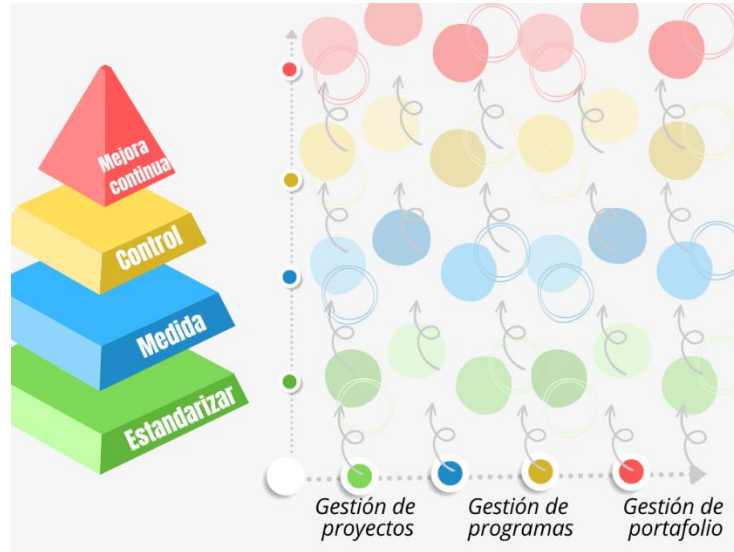 Mejora
continua
Control
Medida
Estandarizar
Gestión de
proyectos
Gestión de
programas
Gestión de
portafolio